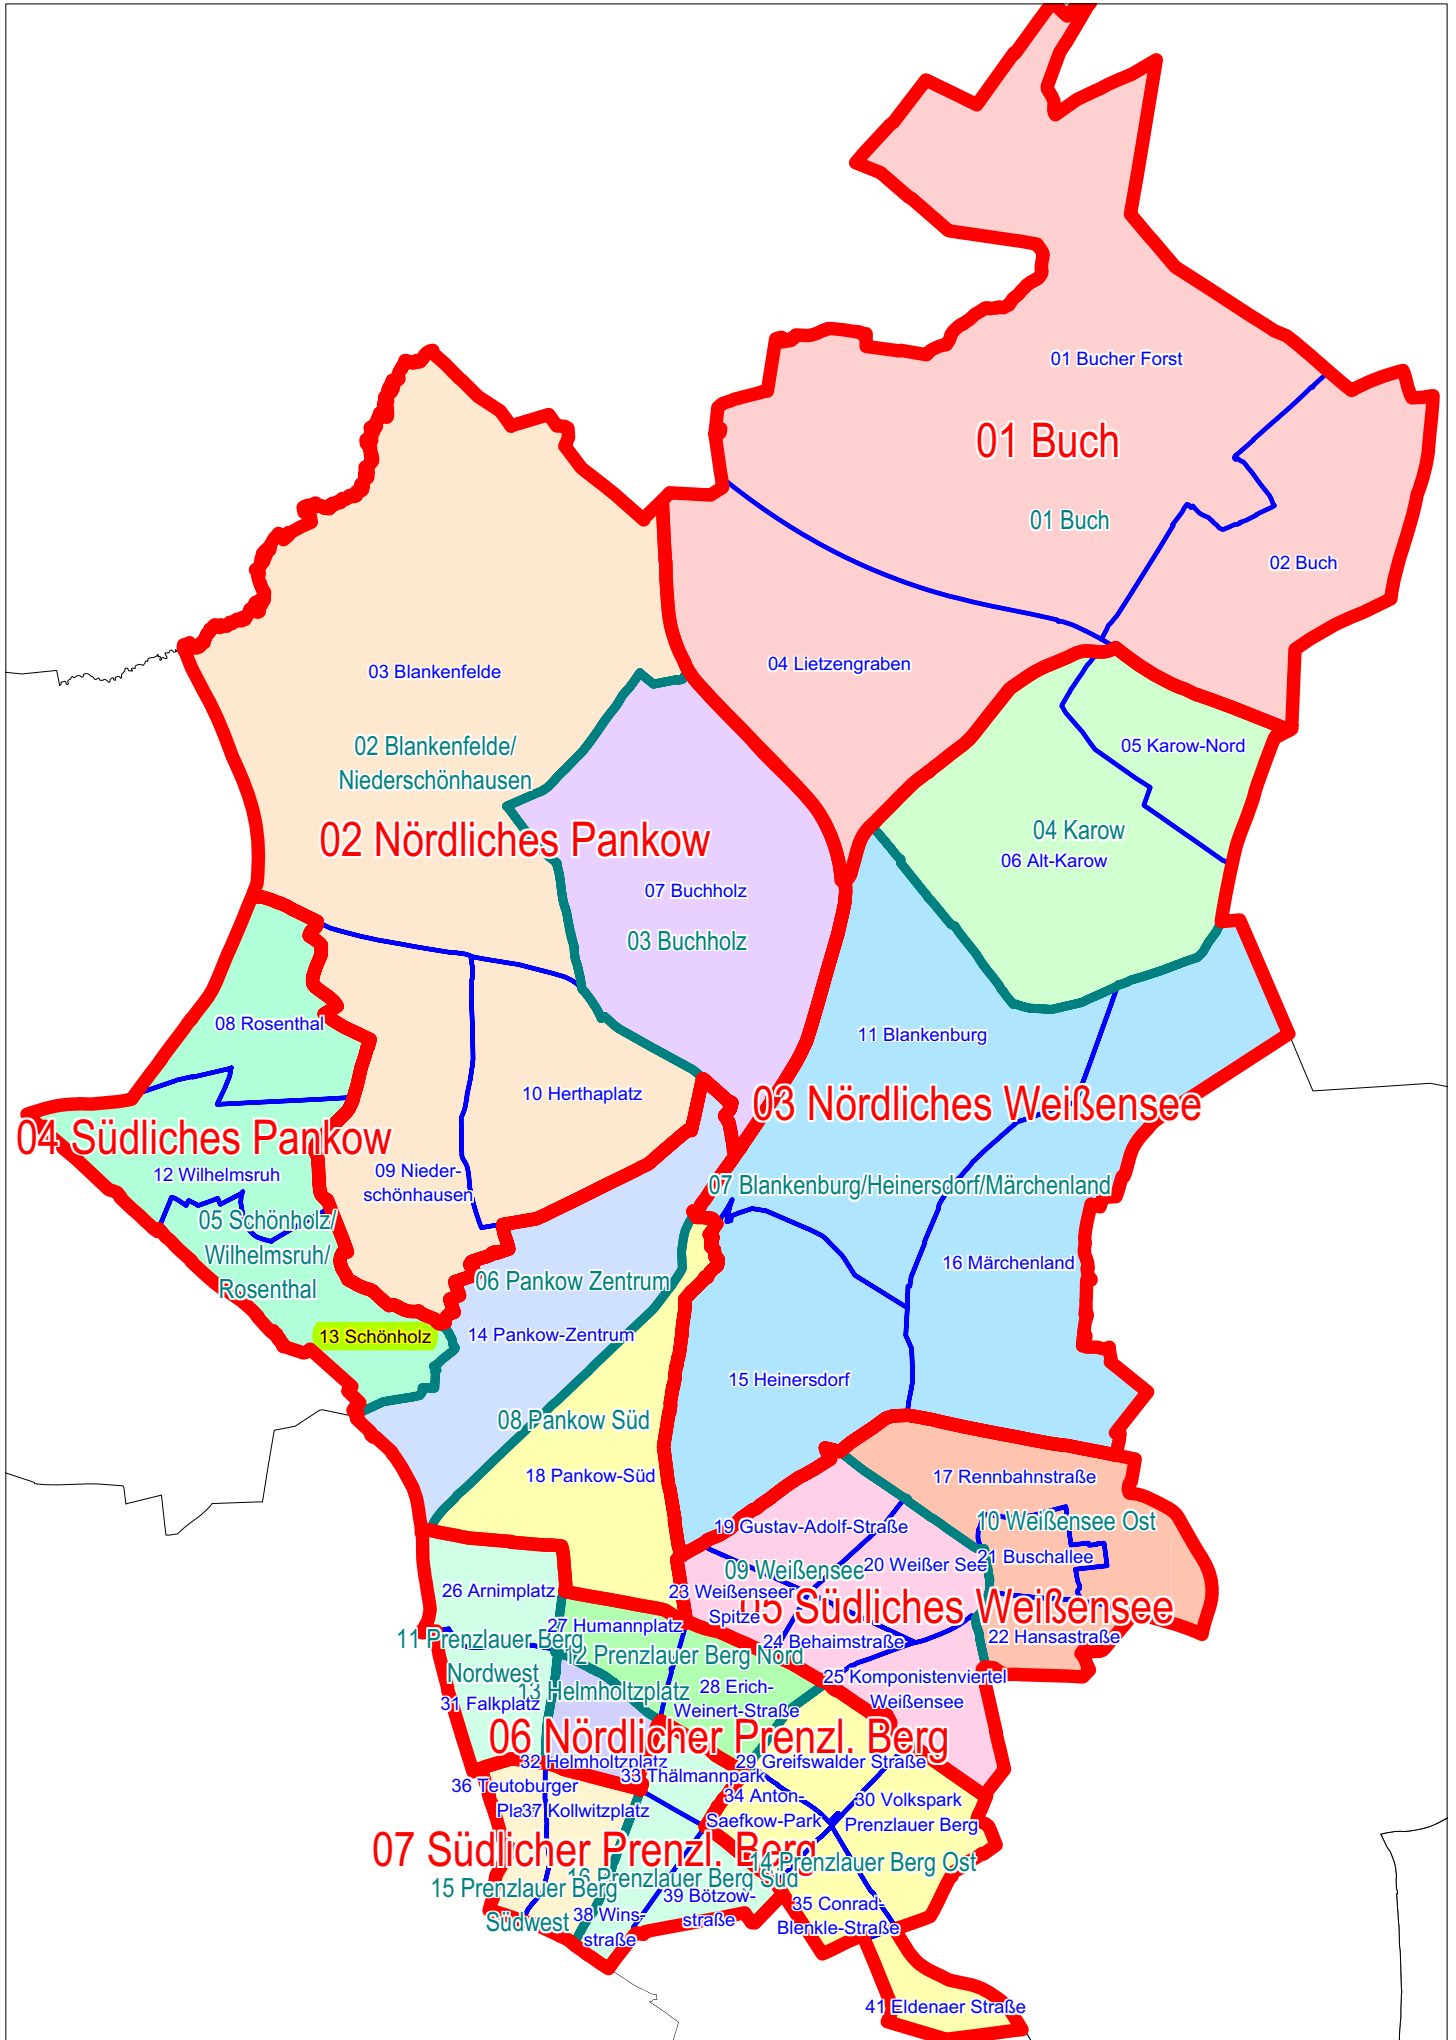 01 Bucher Forst
01 Buch
01 Buch
02 Buch
03 Blankenfelde
04 Lietzengraben
02 Blankenfelde/
Niederschönhausen
05 Karow-Nord
02 Nördliches Pankow
04 Karow
06 Alt-Karow
07 Buchholz
03 Buchholz
08 Rosenthal
11 Blankenburg
10 Herthaplatz
03 Nördliches Weißensee
04 Südliches Pankow
12 Wilhelmsruh
09 Nieder-
schönhausen
07 Blankenburg/Heinersdorf/Märchenland
05 Schönholz/
Wilhelmsruh/
Rosenthal
16 Märchenland
06 Pankow Zentrum
13 Schönholz
14 Pankow-Zentrum
15 Heinersdorf
08 Pankow Süd
18 Pankow-Süd
17 Rennbahnstraße
19 Gustav-Adolf-Straße
10 Weißensee Ost
20 Weißer See
21 Buschallee
09 Weißensee
26 Arnimplatz
23 Weißenseer
Spitze
05 Südliches Weißensee
27 Humannplatz
24 Behaimstraße
22 Hansastraße
11 Prenzlauer Berg
Nordwest
12 Prenzlauer Berg Nord
25 Komponistenviertel
Weißensee
13 Helmholtzplatz
28 Erich-
Weinert-Straße
31 Falkplatz
06 Nördlicher Prenzl. Berg
32 Helmholtzplatz
29 Greifswalder Straße
33 Thälmannpark
36 Teutoburger
Platz
37 Kollwitzplatz
34 Anton-
Saefkow-Park
30 Volkspark
Prenzlauer Berg
07 Südlicher Prenzl. Berg
14 Prenzlauer Berg Ost
16 Prenzlauer Berg Süd
15 Prenzlauer Berg
Südwest
39 Bötzow-
straße
35 Conrad-
Blenkle-Straße
38 Wins-
straße
41 Eldenaer Straße